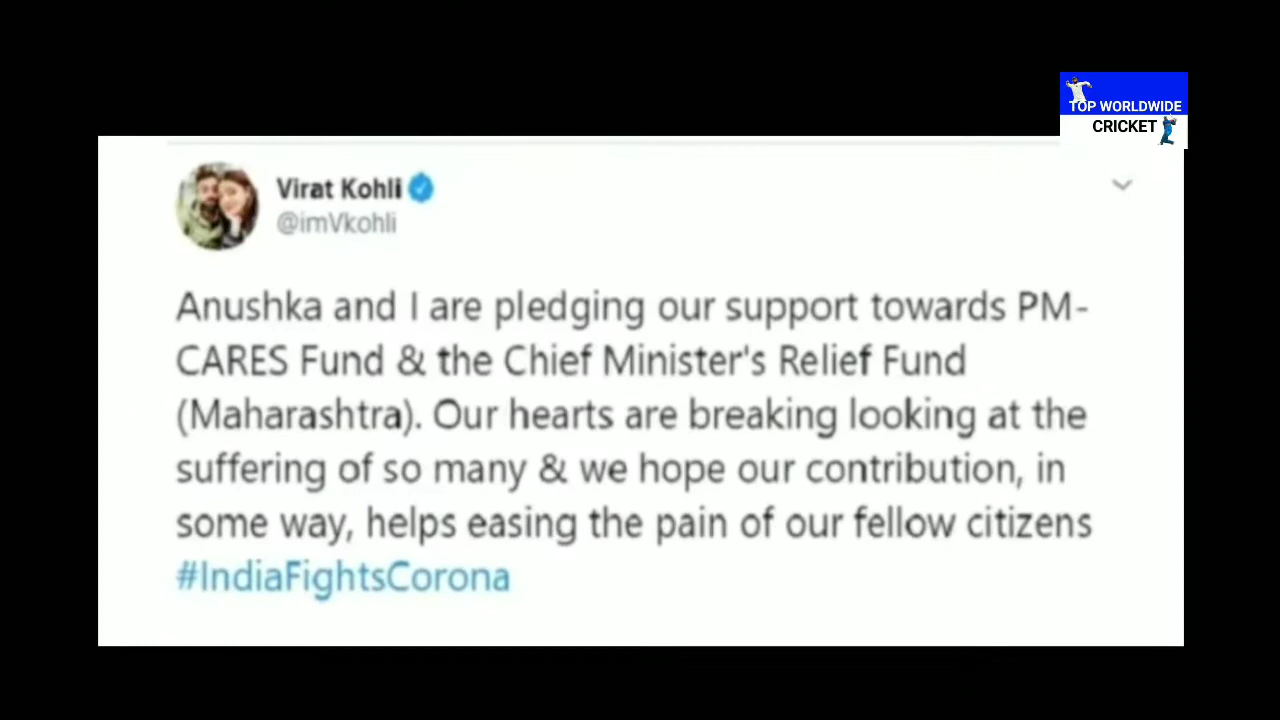 TOP WORLDWIDE
CRICKET
Virat Kohli
@imVkohli
Anushka and I are pledging our support towards PM-
CARES Fund & the Chief Minister's Relief Fund
(Maharashtra). Our hearts are breaking looking at the
suffering of so many & we hope our contribution, in
some way, helps easing the pain of our fellow citizens
#IndiaFightsCorona